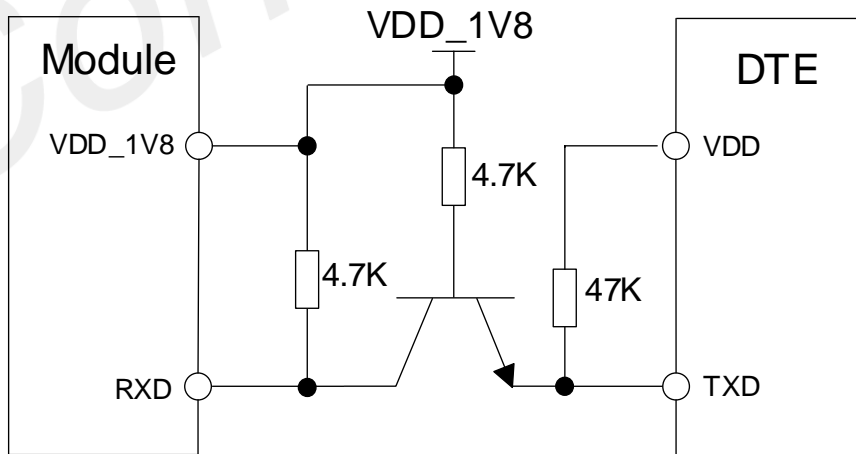 VDD_1V8
Module
DTE
VDD_1V8
VDD
4.7K
4.7K
47K
RXD
TXD